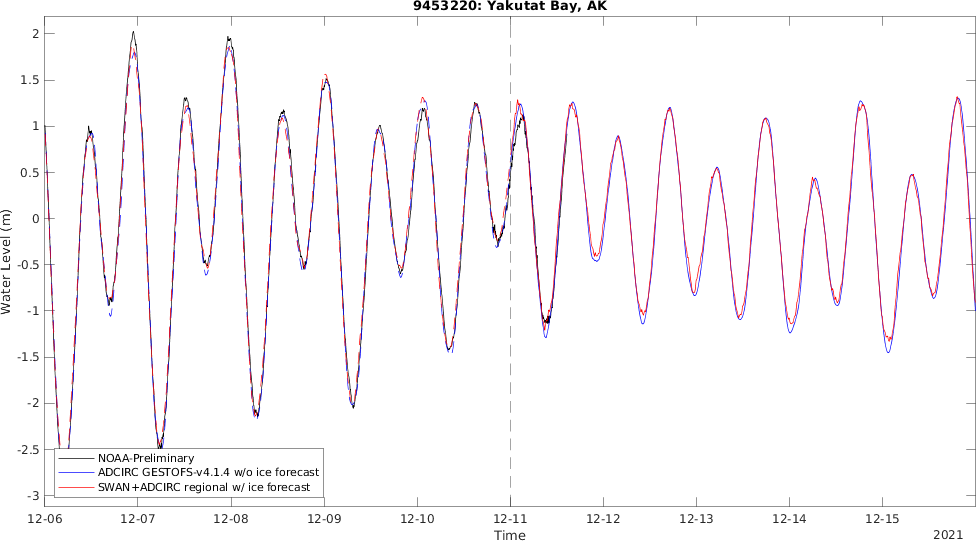 9453220: Yakutat Bay, AK
Water Level (m)
2
1.5
1
0.5
0
-0.5
-1
-1.5
-2
-2.5
-3
NOAA-Preliminary
ADCIRC GESTOFS-v4.1.4 w/o ice forecast
SWAN+ADCIRC regional w/ ice forecast
12-06 12-07 12-08 12-09 12-10 12-11 12-12 12-13 12-14 12-15
Time
2021